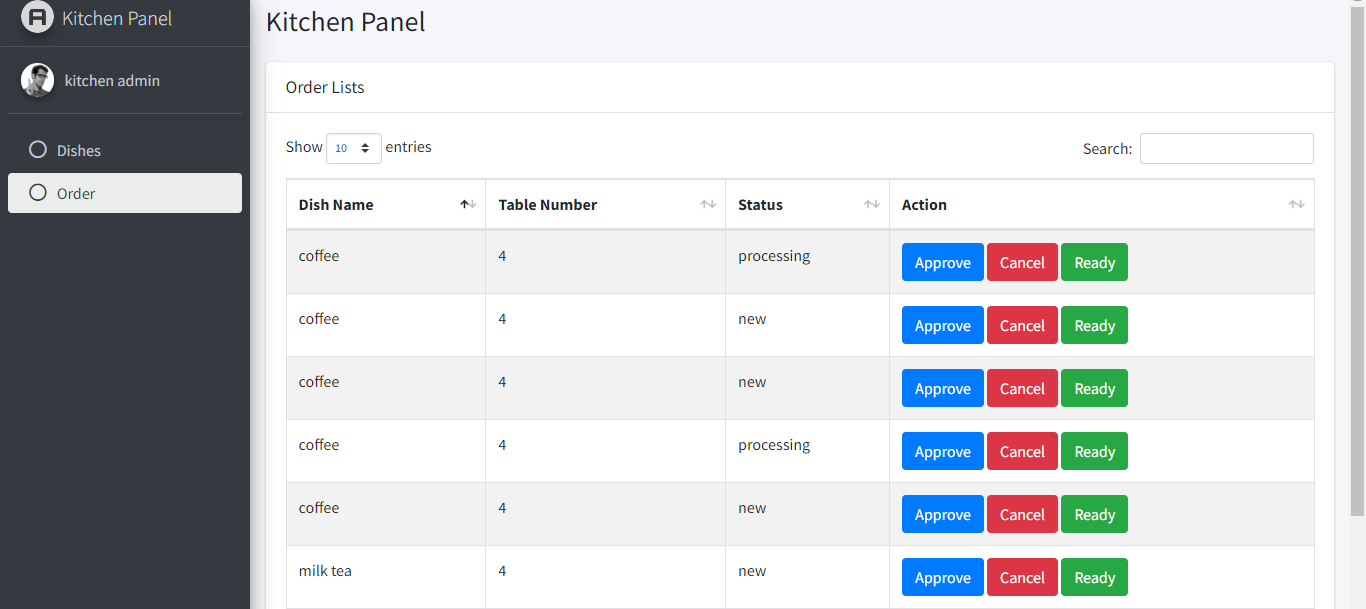 Kitchen Panel
kitchen admin
Dishes
Order
Kitchen Panel
Order Lists
Show 10 entries
Search:
Dish Name Table Number Status Action
coffee 4 processing Approve Cancel Ready
coffee 4 new Approve Cancel Ready
coffee 4 new Approve Cancel Ready
coffee 4 processing Approve Cancel Ready
coffee 4 new Approve Cancel Ready
milk tea 4 new Approve Cancel Ready